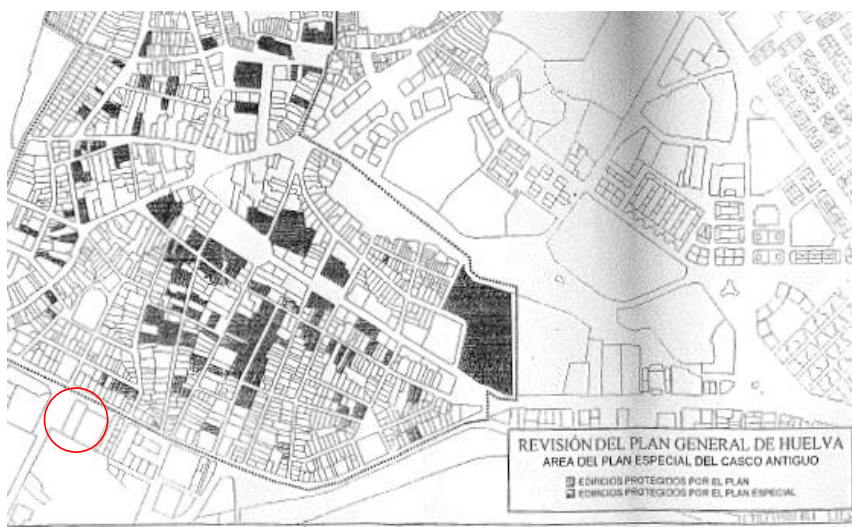 REVISIÓN DEL PLAN GENERAL DE HUELVA
AREA DEL PLAN ESPECIAL DEL CASCO ANTIGUO
EDIFICIOS PROTEGIDOS POR EL PLAN
EDIFICIOS PROTEGIDOS POR EL PLAN ESPECIAL